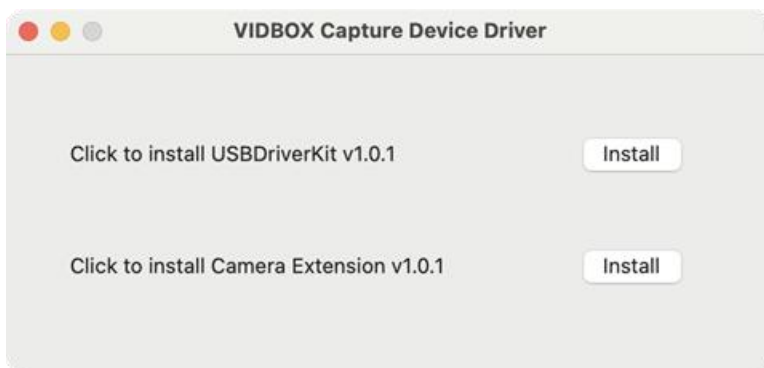 VIDBOX Capture Device Driver
Click to install USBDriverKit v1.0.1 Install
Click to install Camera Extension v1.0.1 Install